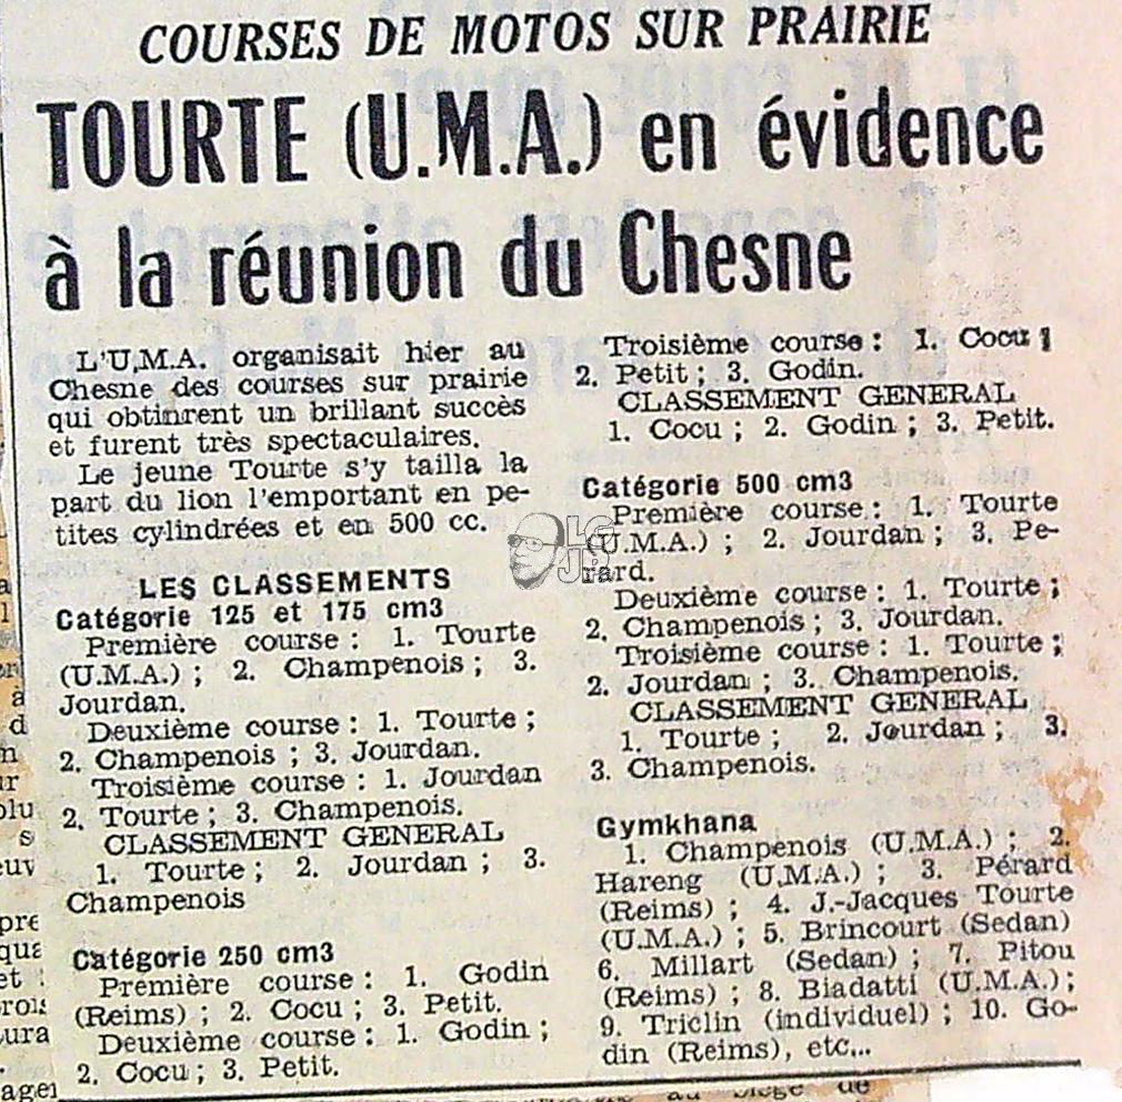 COURSES DE MOTOS SUR PRAIRIE
TOURTE (U.M.A.) en évidence
à la réunion du Chesne
L'U.M.A. organisait hier au
Chesne des courses sur prairie
qui obtinrent un brillant succès
et furent très spectaculaires.
Le jeune Tourte s'y tailla la
part du lion l'emportant en pe-
tites cylindrées et en 500 cc.
LES CLASSEMENTS
Catégorie 125 et 175 cm3
Première course : 1. Tourte
(U.M.A.) ; 2. Champenois ; 3.
Jourdan.
Deuxième course : 1. Tourte ;
2. Champenois ; 3. Jourdan.
Troisième course : 1. Jourdan
2. Tourte ; 3. Champenois.
CLASSEMENT GENERAL
1. Tourte ; 2. Jourdan ; 3.
Champenois
Catégorie 250 cm3
Première course : 1. Godin
(Reims) ; 2. Cocu ; 3. Petit.
Deuxième course : 1. Godin ;
2. Cocu ; 3. Petit.
Troisième course : 1. Cocu
2. Petit ; 3. Godin.
CLASSEMENT GENERAL
1. Cocu ; 2. Godin ; 3. Petit.
Catégorie 500 cm3
Première course : 1. Tourte
(U.M.A.) ; 2. Jourdan ; 3. Pe-
rard.
Deuxième course : 1. Tourte ;
2. Champenois ; 3. Jourdan.
Troisième course : 1. Tourte ;
2. Jourdan ; 3. Champenois.
CLASSEMENT GENERAL
1. Tourte ; 2. Jourdan ; 3.
3. Champenois.
Gymkhana
1. Champenois (U.M.A.) ; 2.
Hareng (U.M.A.) ; 3. Pérard
(Reims) ; 4. J.-Jacques Tourte
(U.M.A.) ; 5. Brincourt (Sedan)
6. Millart (Sedan) ; 7. Pitou
(Reims) ; 8. Biadatti (U.M.A.) ;
9. Triclin (individuel) ; 10. Go-
din (Reims), etc...
LG
JB